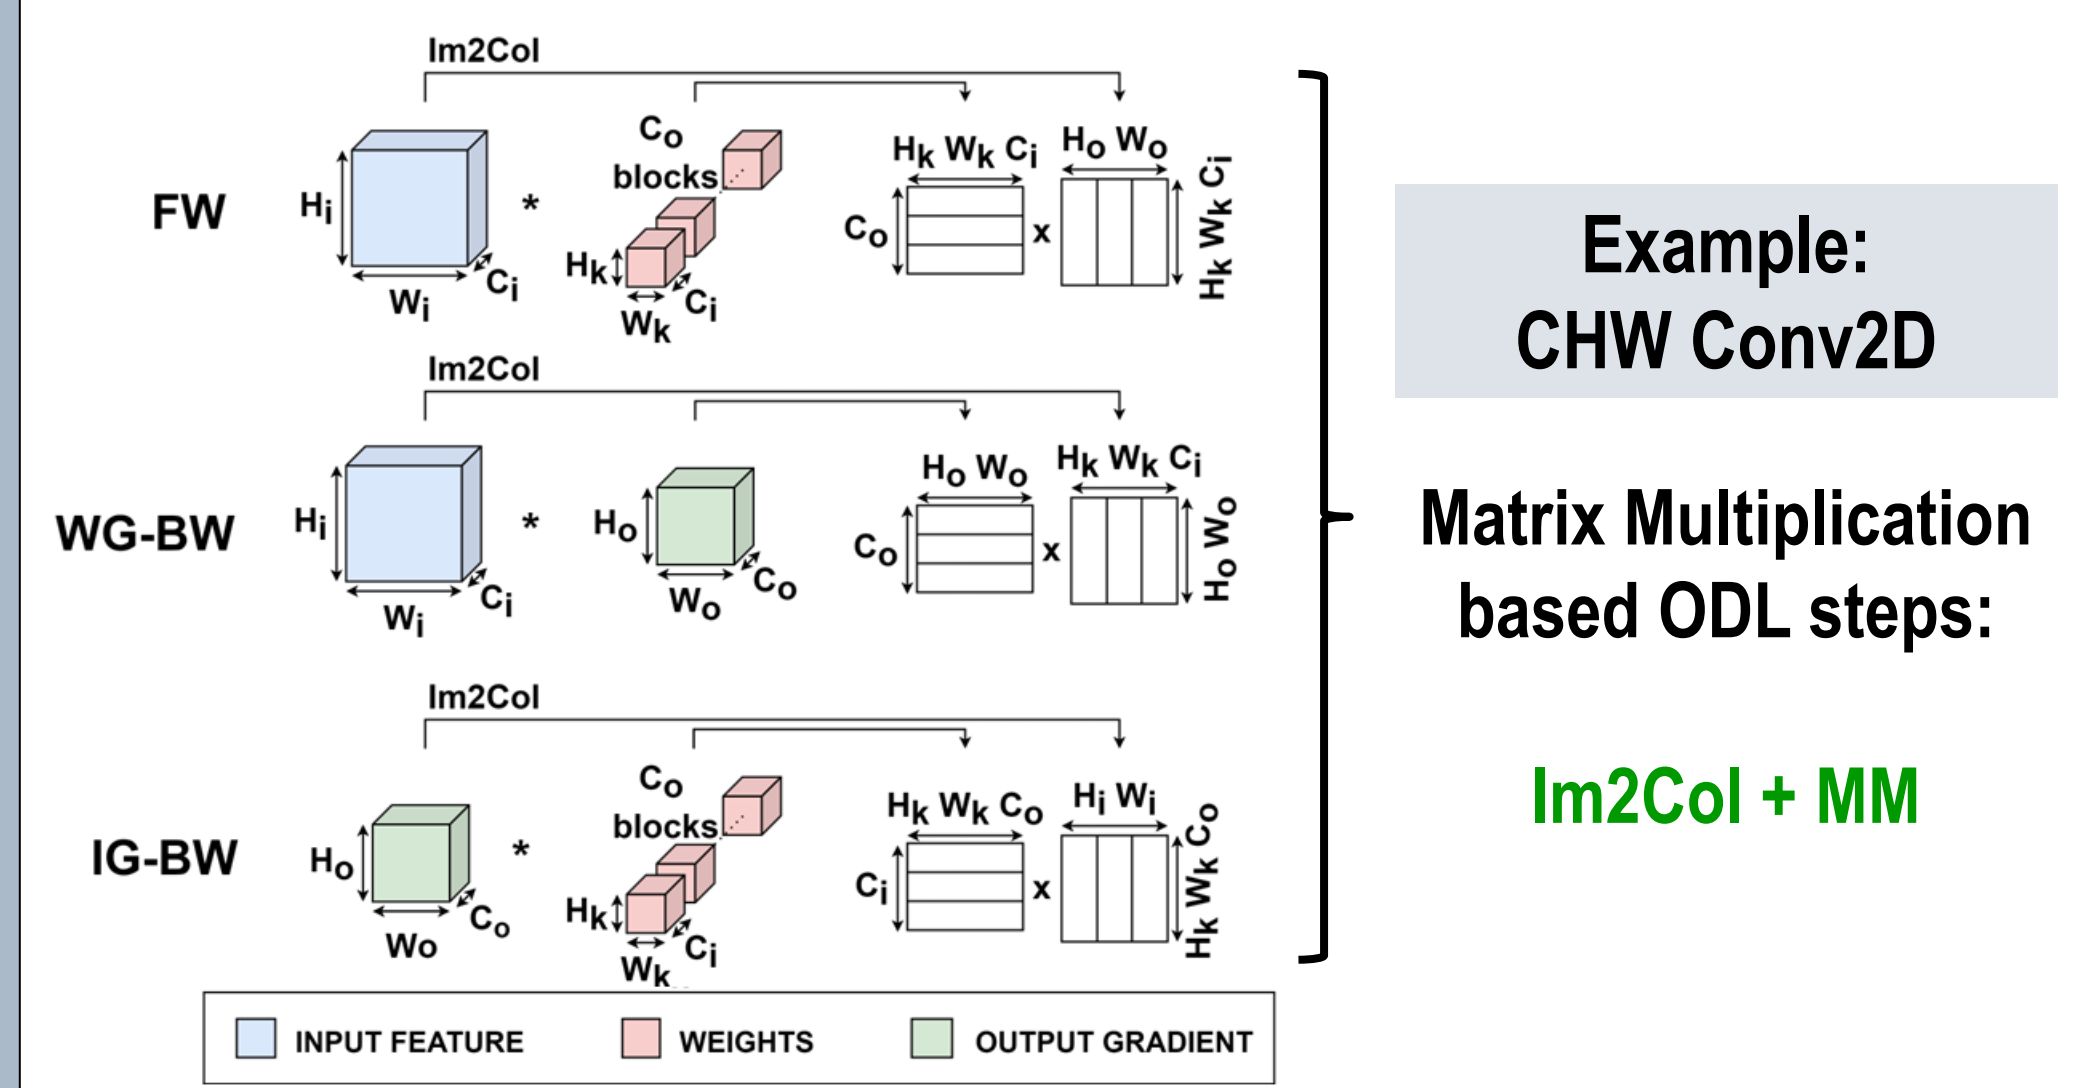 Im2Col
FW
Hi
Wi
Ci
*
Co
blocks
Hk
Wk
Ci
Hk Wk Ci
Co
x
Ho Wo
Hk Wk Ci
Im2Col
WG-BW
Hi
Wi
Ci
*
Ho
Wo
Co
Ho Wo
Co
x
Hk Wk Ci
Ho Wo
Im2Col
IG-BW
Ho
Wo
Co
*
Co
blocks
Hk
Wk
Ci
Hk Wk Co
Ci
x
Hi Wi
Hk Wk Co
INPUT FEATURE
WEIGHTS
OUTPUT GRADIENT
Example:
CHW Conv2D
Matrix Multiplication
based ODL steps:
Im2Col + MM